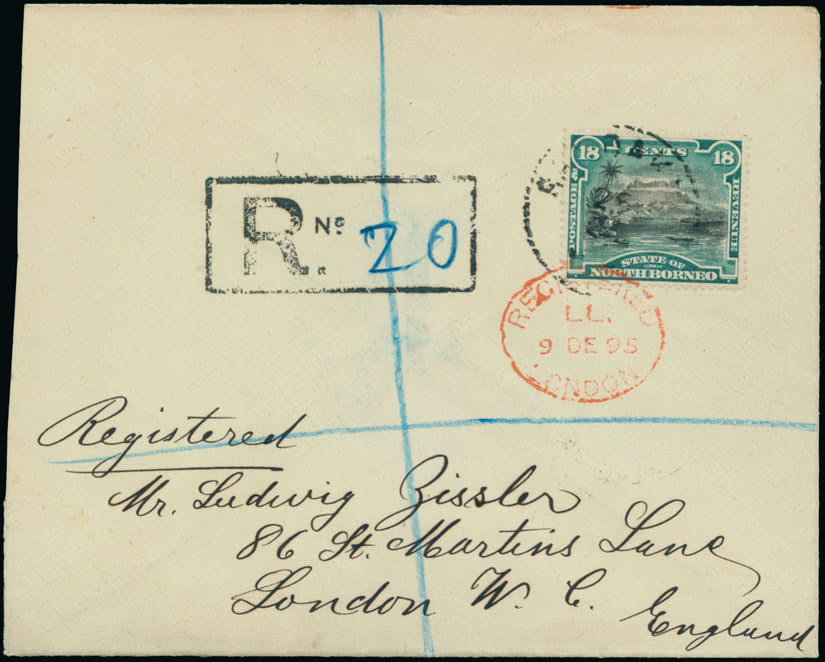 18 CENTS 18
POSTAGE &
REVENUE
STATE OF
NORTH BORNEO
R. No 20
REGISTERED
LL.
9 DE 95
LONDON
Registered
Mr. Ludwig Zissler
86 St. Martins Lane
London W. C.
England